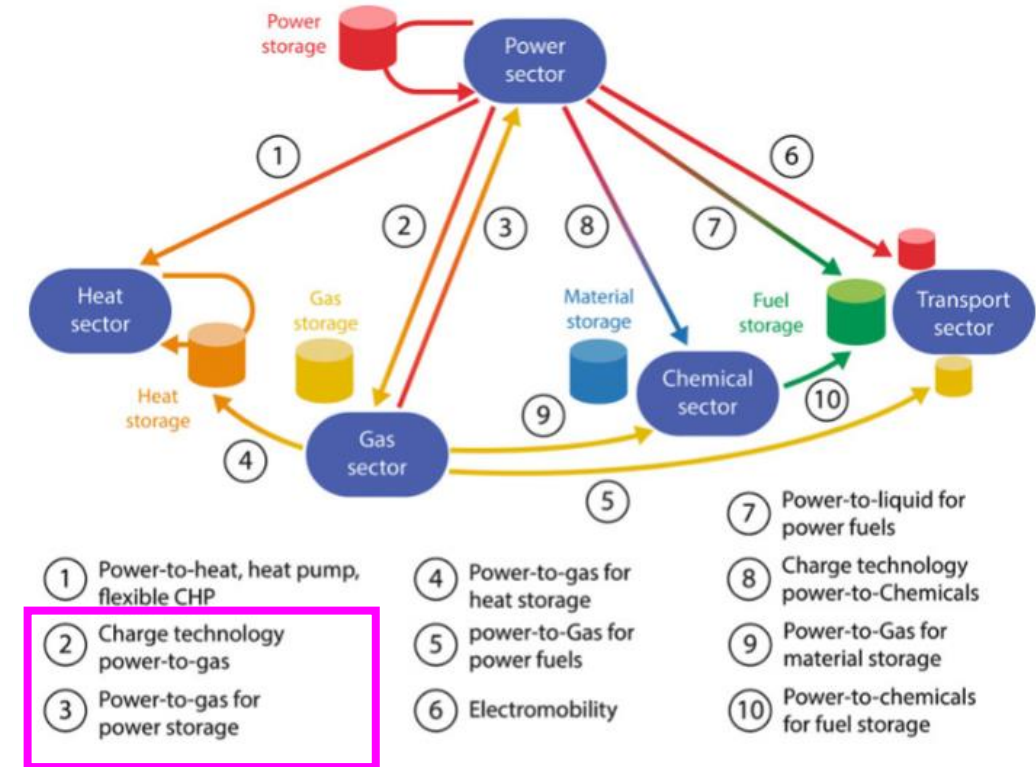 Power
storage
Power
sector
1
2
3
8
7
6
Heat
sector
Gas
storage
Material
storage
Fuel
storage
Transport
sector
Heat
storage
Chemical
sector
Gas
sector
4
9
10
5
1 Power-to-heat, heat pump,
flexible CHP
2 Charge technology
power-to-gas
3 Power-to-gas for
power storage
4 Power-to-gas for
heat storage
5 power-to-Gas for
power fuels
6 Electromobility
7 Power-to-liquid for
power fuels
8 Charge technology
power-to-Chemicals
9 Power-to-Gas for
material storage
10 Power-to-chemicals
for fuel storage